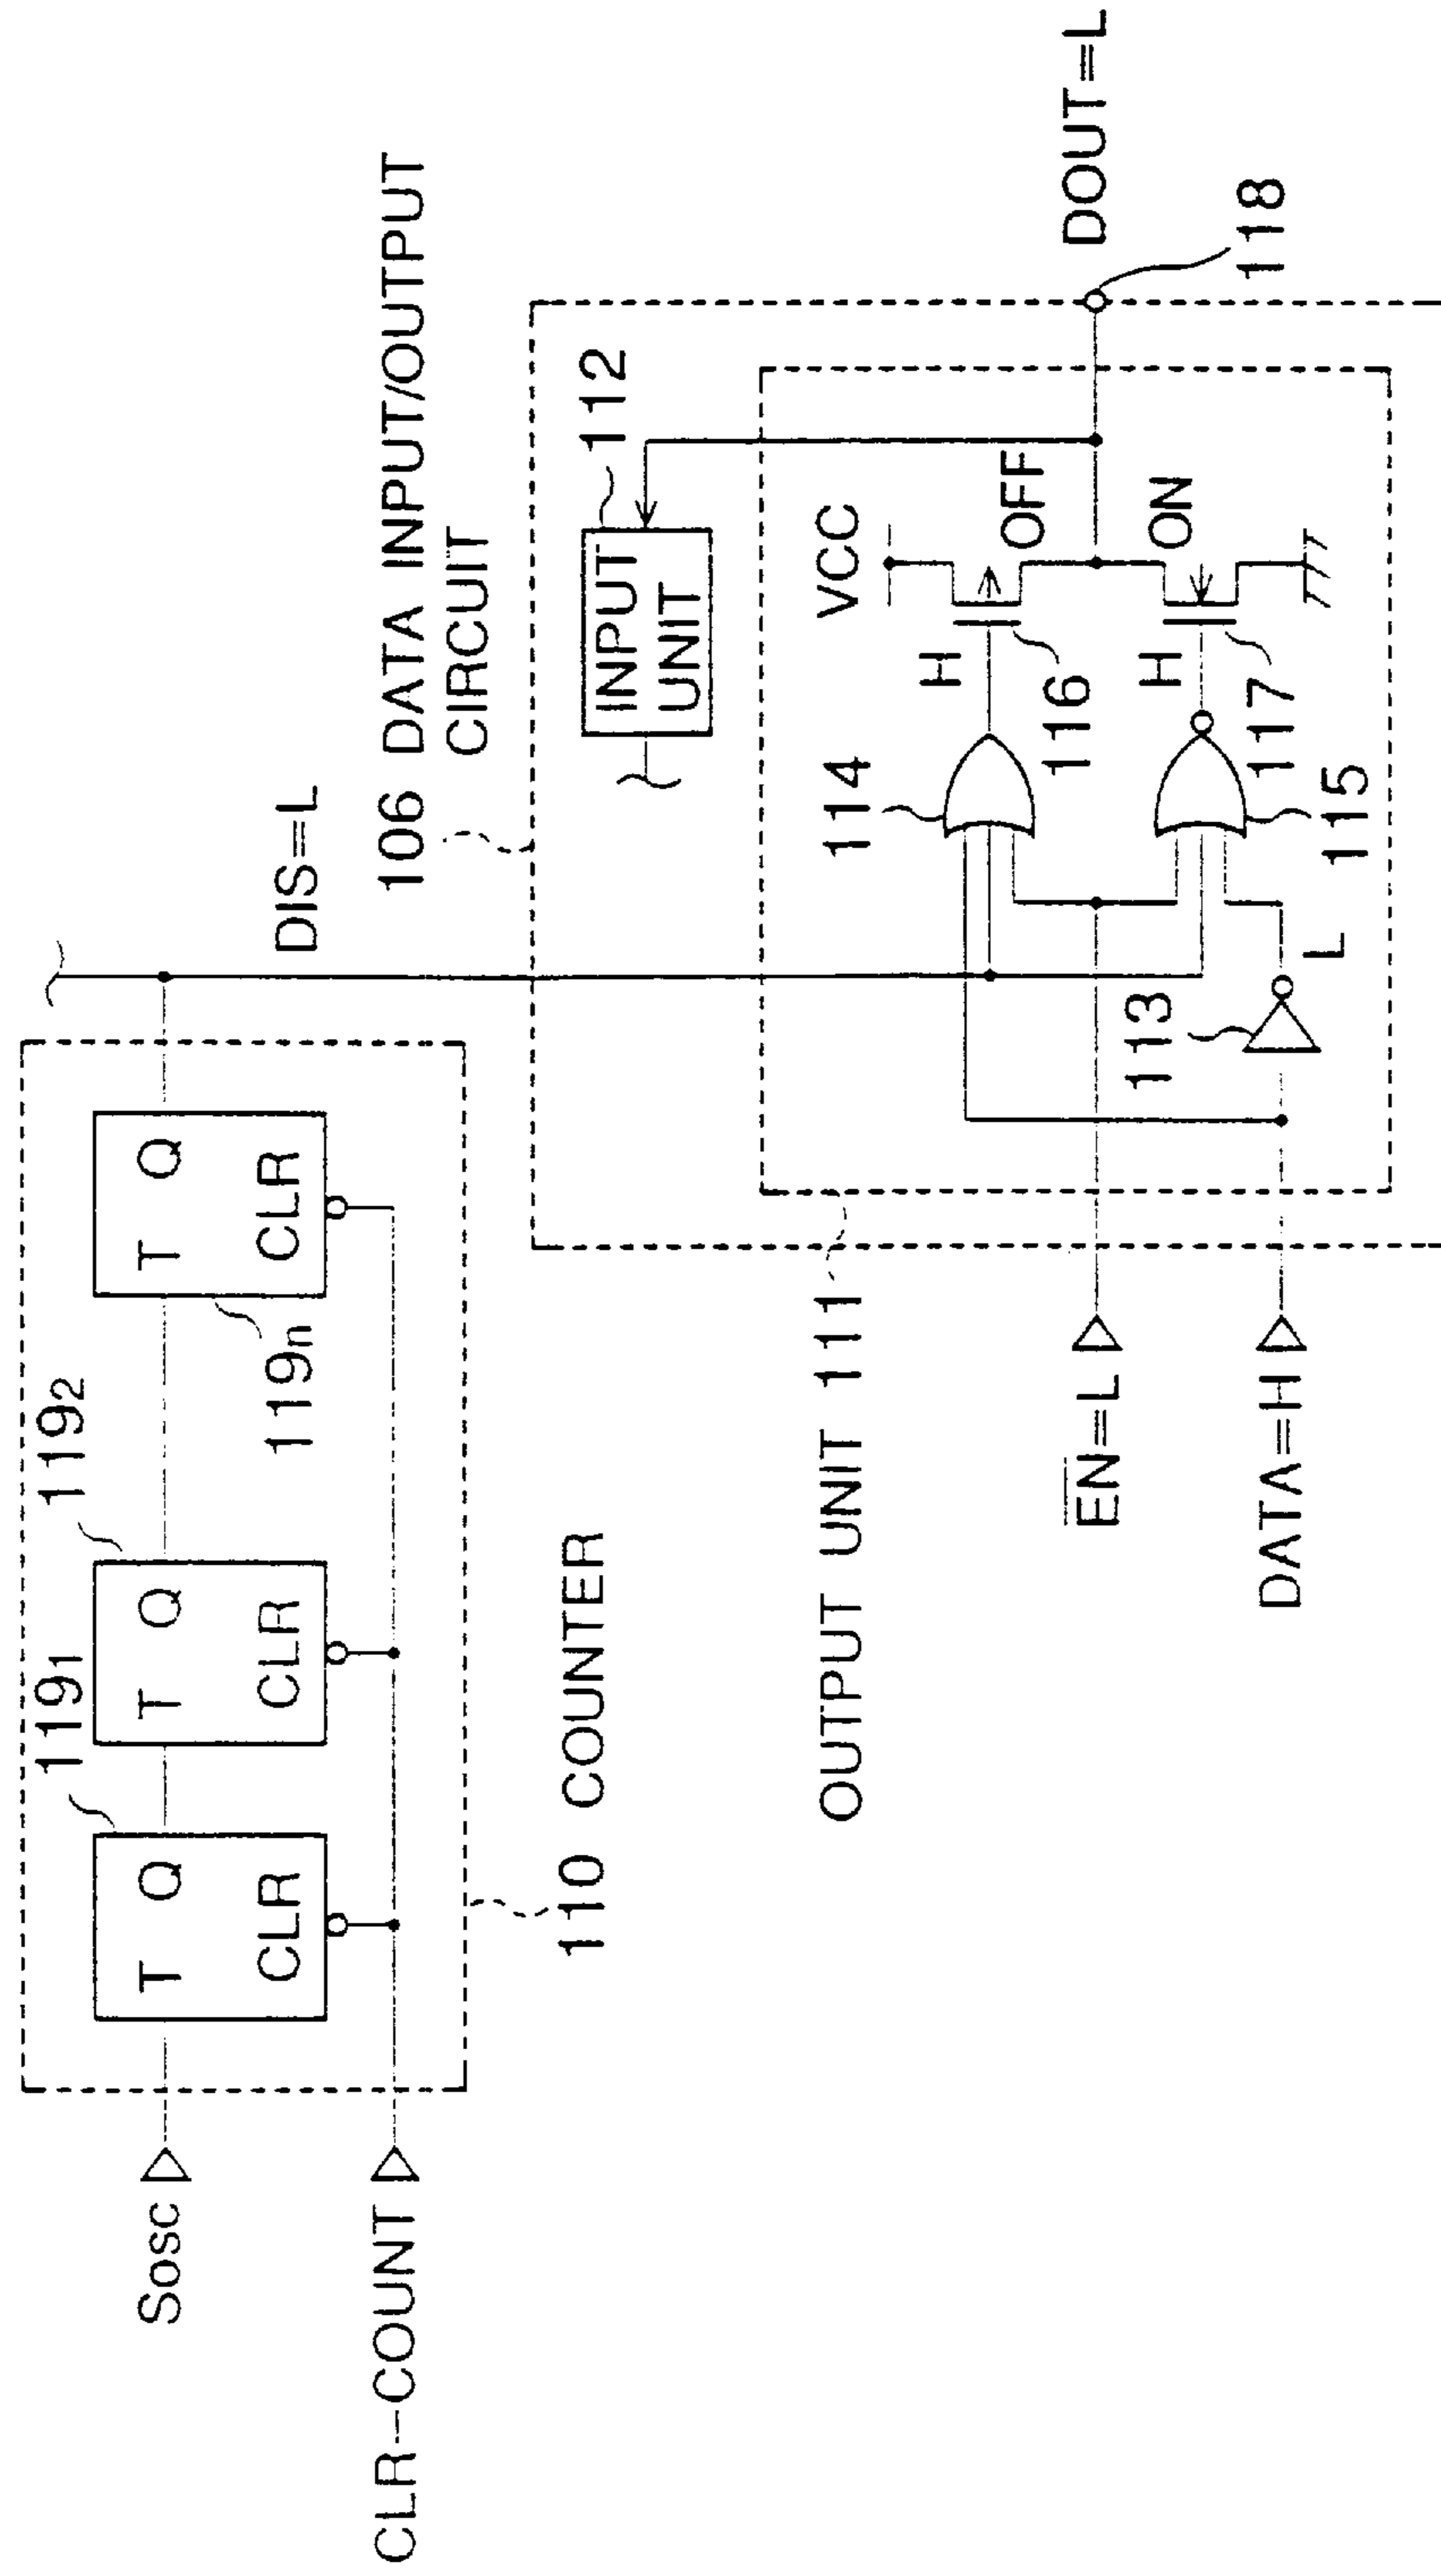 119₁
119₂
T Q
CLR
T Q
CLR
T Q
CLR
119n
Sosc
CLR-COUNT
110 COUNTER
DIS=L
106 DATA INPUT/OUTPUT
CIRCUIT
INPUT
UNIT
112
OUTPUT UNIT 111
VCC
114
H
116
OFF
DOUT=L
118
EN=L
113
L
115
H
117
ON
DATA=H